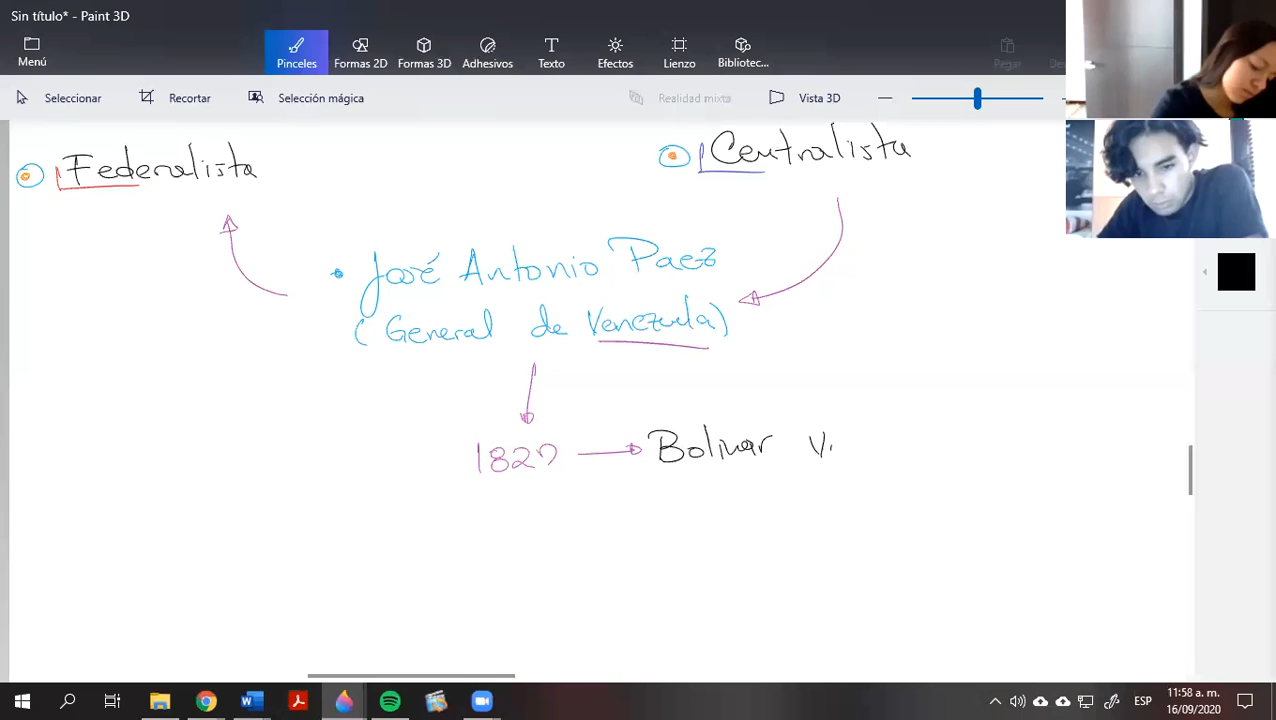 Sin título* - Paint 3D
Menú
Pinceles
Formas 2D
Formas 3D
Adhesivos
Texto
Efectos
Lienzo
Bibliotec...
Pegar
Seleccionar
Recortar
Selección mágica
Realidad mixta
Vista 3D
Federalista
Centralista
José Antonio Paez
(General de Venezuela)
1827
Bolivar
ESP
11:58 a. m.
16/09/2020